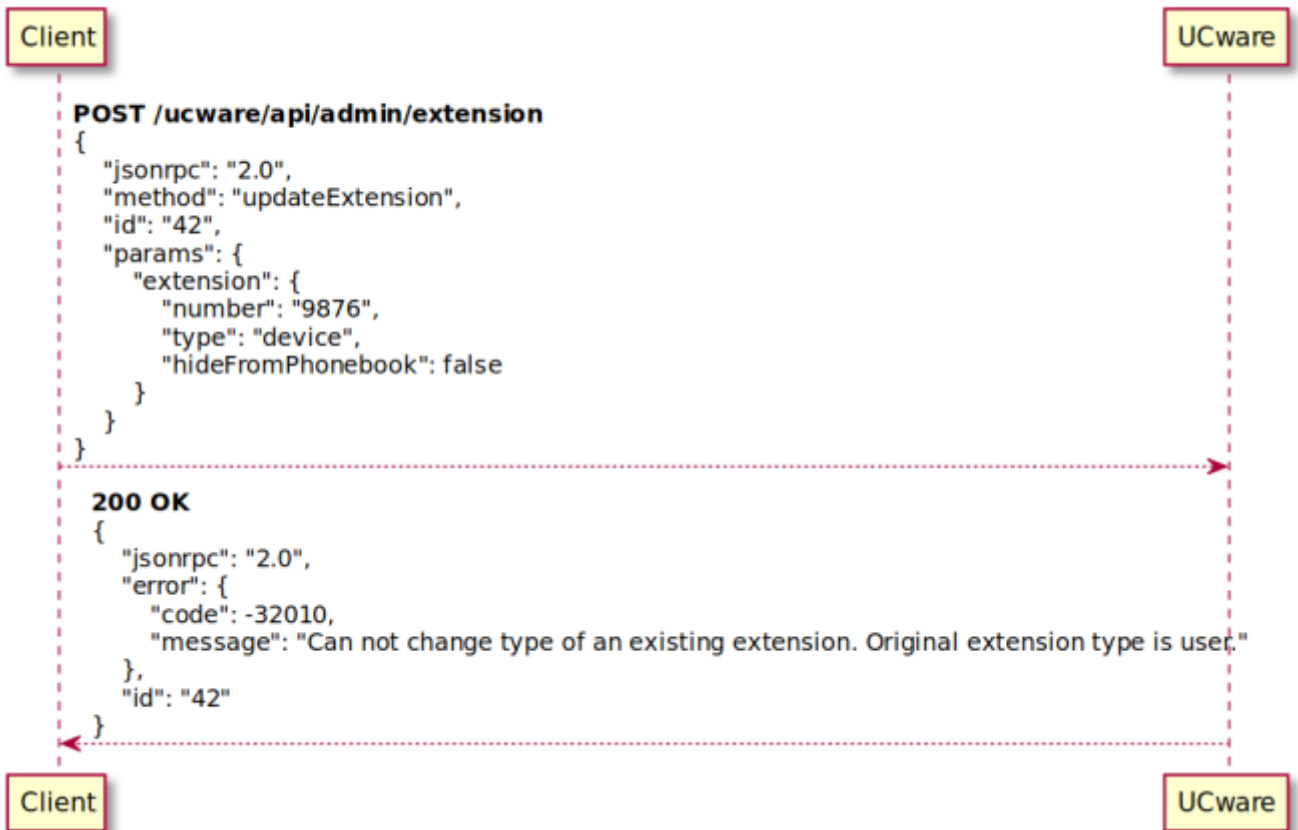 Client UCware
POST /ucware/api/admin/extension
{
"jsonrpc": "2.0",
"method": "updateExtension",
"id": "42",
"params": {
"extension": {
"number": "9876",
"type": "device",
"hideFromPhonebook": false
}
}
}
200 OK
{
"jsonrpc": "2.0",
"error": {
"code": -32010,
"message": "Can not change type of an existing extension. Original extension type is user."
},
"id": "42"
}
Client UCware